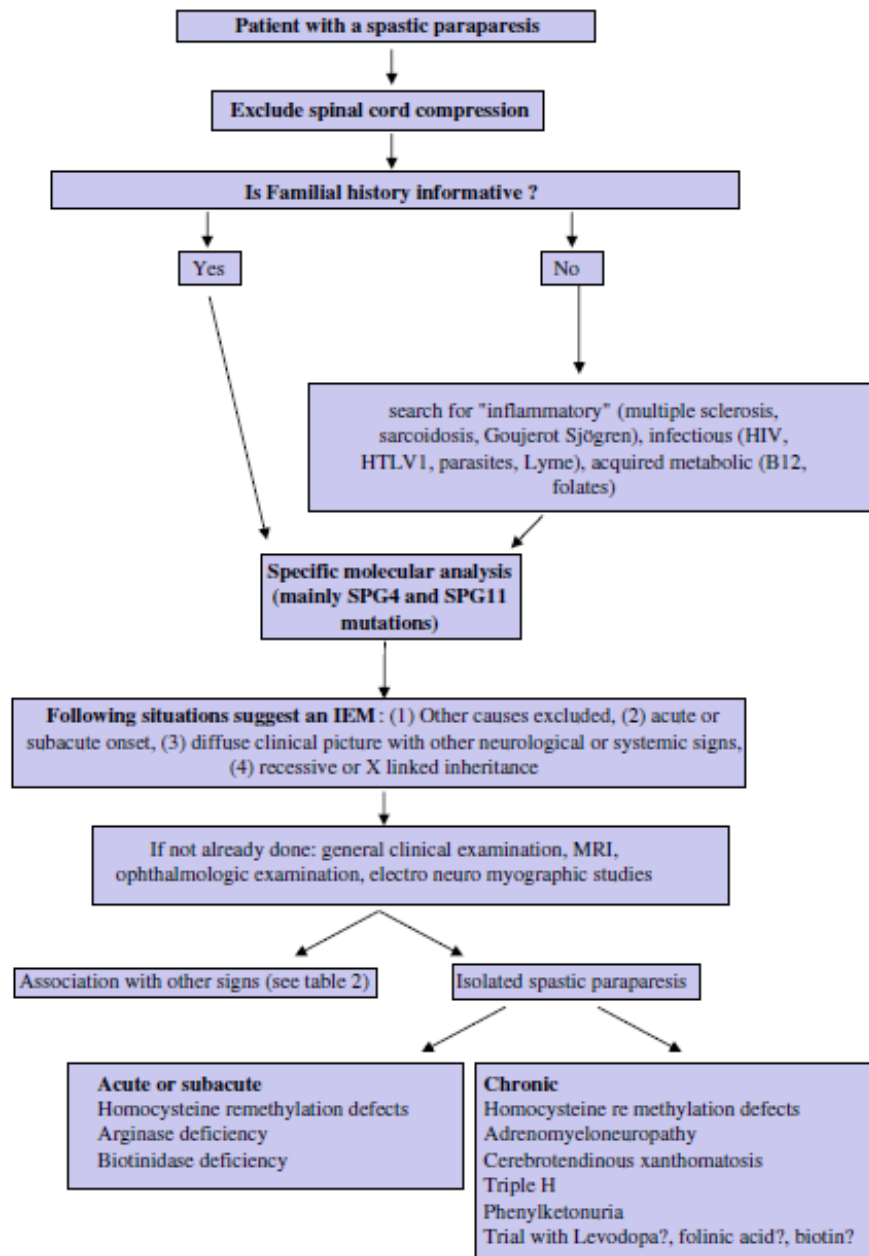 Patient with a spastic paraparesis
Exclude spinal cord compression
Is Familial history informative ?
Yes
No
search for "inflammatory" (multiple sclerosis,
sarcoidosis, Goujerot Sjögren), infectious (HIV,
HTLV1, parasites, Lyme), acquired metabolic (B12,
folates)
Specific molecular analysis
(mainly SPG4 and SPG11
mutations)
Following situations suggest an IEM : (1) Other causes excluded, (2) acute or
subacute onset, (3) diffuse clinical picture with other neurological or systemic signs,
(4) recessive or X linked inheritance
If not already done: general clinical examination, MRI,
ophthalmologic examination, electro neuro myographic studies
Association with other signs (see table 2)
Isolated spastic paraparesis
Acute or subacute
Homocysteine remethylation defects
Arginase deficiency
Biotinidase deficiency
Chronic
Homocysteine re methylation defects
Adrenomyeloneuropathy
Cerebrotendinous xanthomatosis
Triple H
Phenylketonuria
Trial with Levodopa?, folinic acid?, biotin?